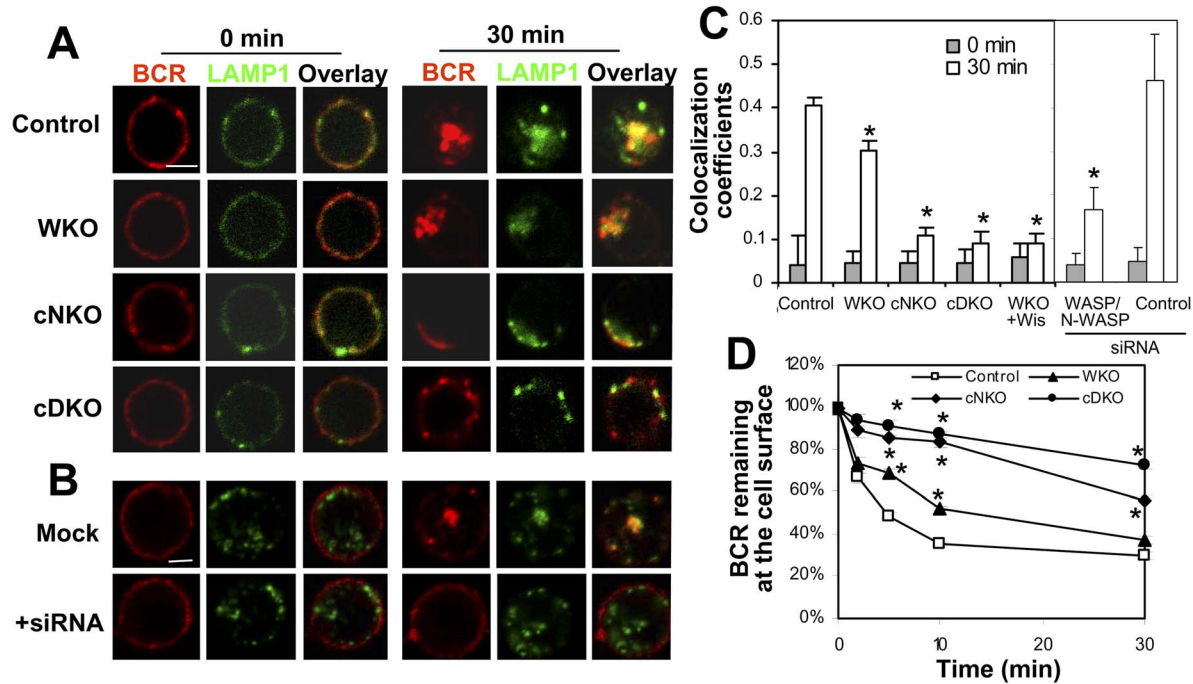 A
0 min
30 min
BCR LAMP1 Overlay
BCR LAMP1 Overlay
Control
WKO
cNKO
cDKO
B
Mock
+siRNA
C
Colocalization
coefficients
0.6
0.5
0.4
0.3
0.2
0.1
0
0 min
30 min
*
*
*
*
*
Control
WKO
cNKO
cDKO
WKO
+Wis
WASP/
N-WASP
Control
siRNA
D
BCR remaining
at the cell surface
120%
100%
80%
60%
40%
20%
0%
Control
WKO
cNKO
cDKO
*
*
*
*
*
*
*
*
0
10
20
30
Time (min)